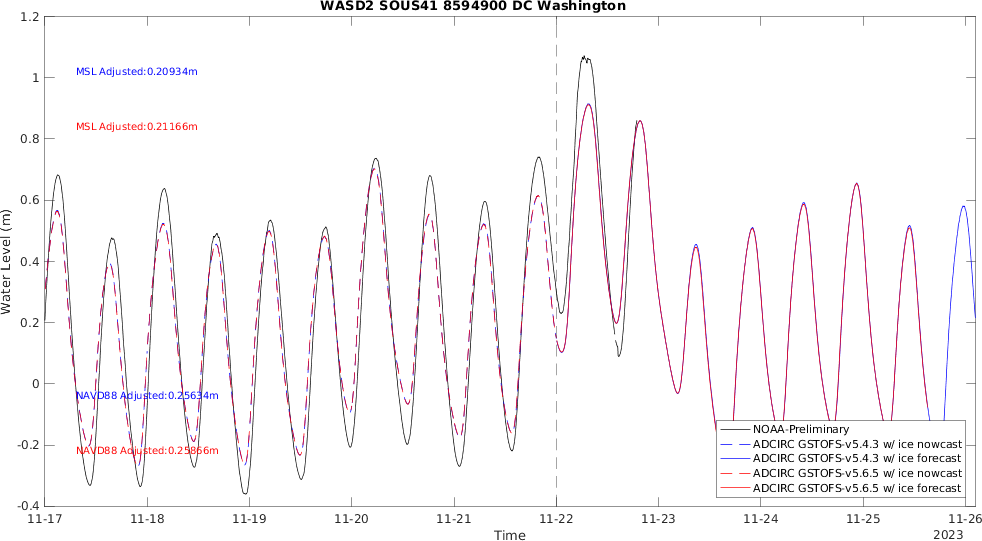 WASD2 SOUS41 8594900 DC Washington
1.2
1
0.8
0.6
0.4
0.2
0
-0.2
-0.4
Water Level (m)
MSL Adjusted:0.20934m
MSL Adjusted:0.21166m
NAVD88 Adjusted:0.25634m
NAVD88 Adjusted:0.25866m
NOAA-Preliminary
ADCIRC GSTOFS-v5.4.3 w/ ice nowcast
ADCIRC GSTOFS-v5.4.3 w/ ice forecast
ADCIRC GSTOFS-v5.6.5 w/ ice nowcast
ADCIRC GSTOFS-v5.6.5 w/ ice forecast
11-17 11-18 11-19 11-20 11-21 11-22 11-23 11-24 11-25 11-26
Time
2023